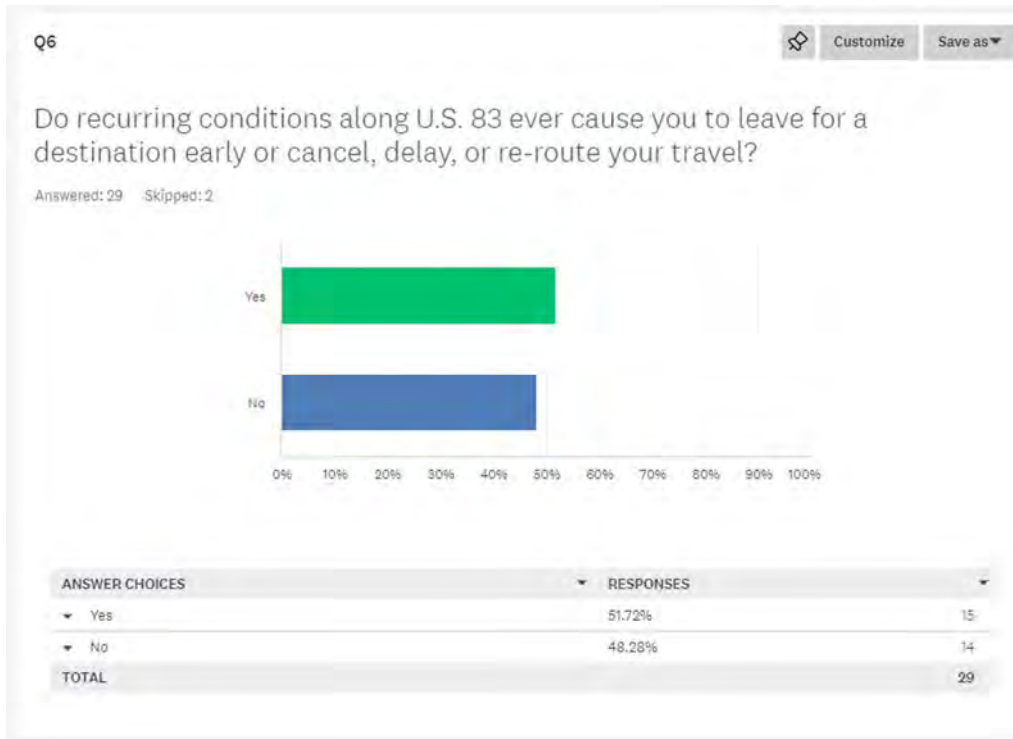 Q6
Customize
Save as
Do recurring conditions along U.S. 83 ever cause you to leave for a
destination early or cancel, delay, or re-route your travel?
Answered: 29 Skipped: 2
Yes
No
0% 10% 20% 30% 40% 50% 60% 70% 80% 90% 100%
ANSWER CHOICES RESPONSES
Yes 51.72% 15
No 48.28% 14
TOTAL 29